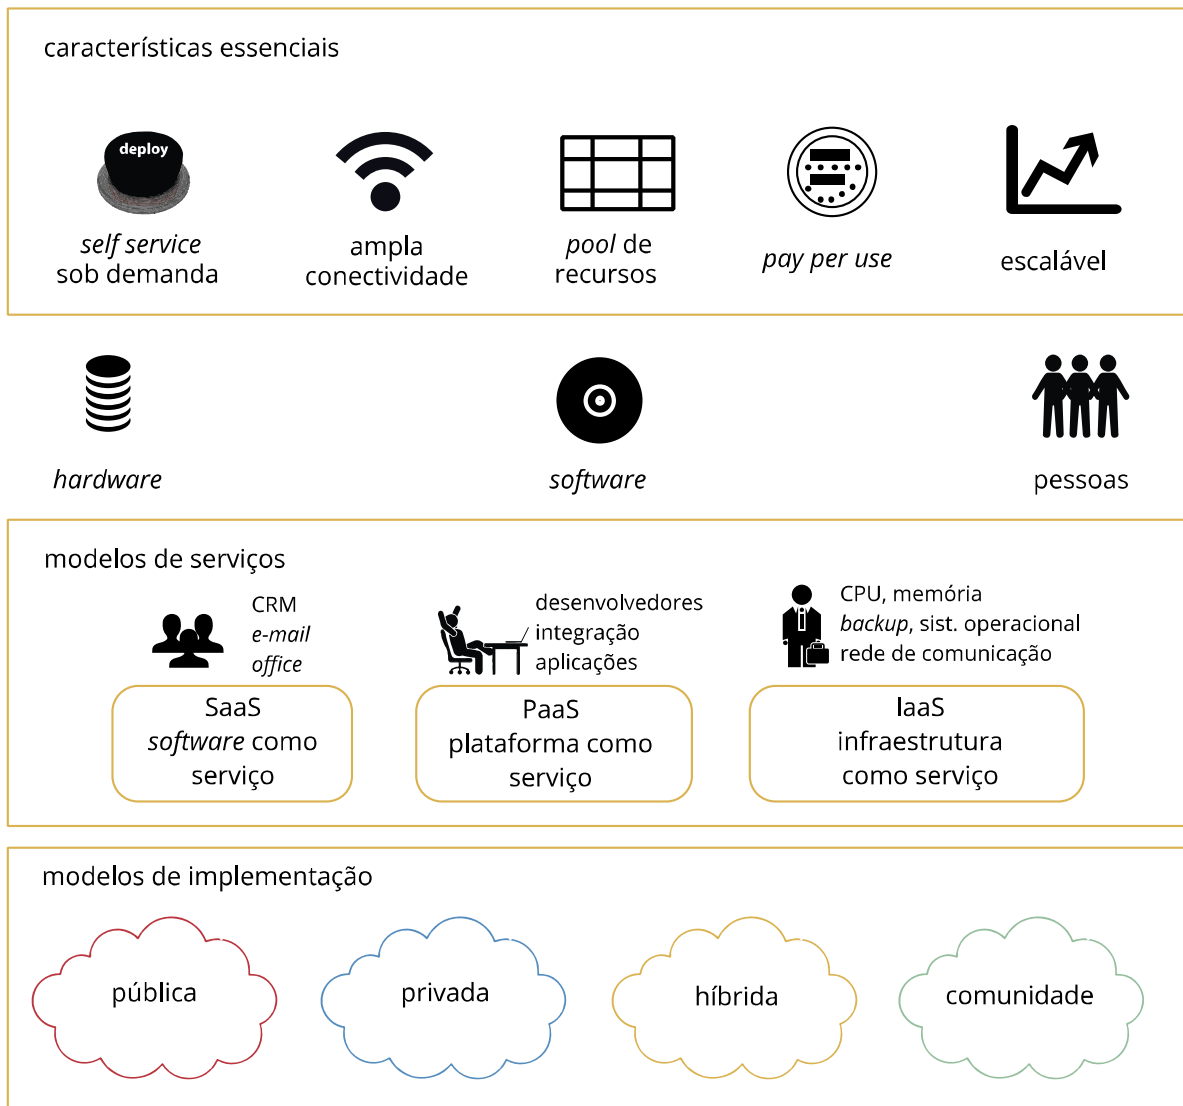 características essenciais
deploy
self service
sob demanda
ampla
conectividade
pool de
recursos
pay per use
escalável
hardware
software
pessoas
modelos de serviços
CRM
e-mail
office
SaaS
software como
serviço
desenvolvedores
integração
aplicações
PaaS
plataforma como
serviço
CPU, memória
backup, sist. operacional
rede de comunicação
IaaS
infraestrutura
como serviço
modelos de implementação
pública
privada
híbrida
comunidade